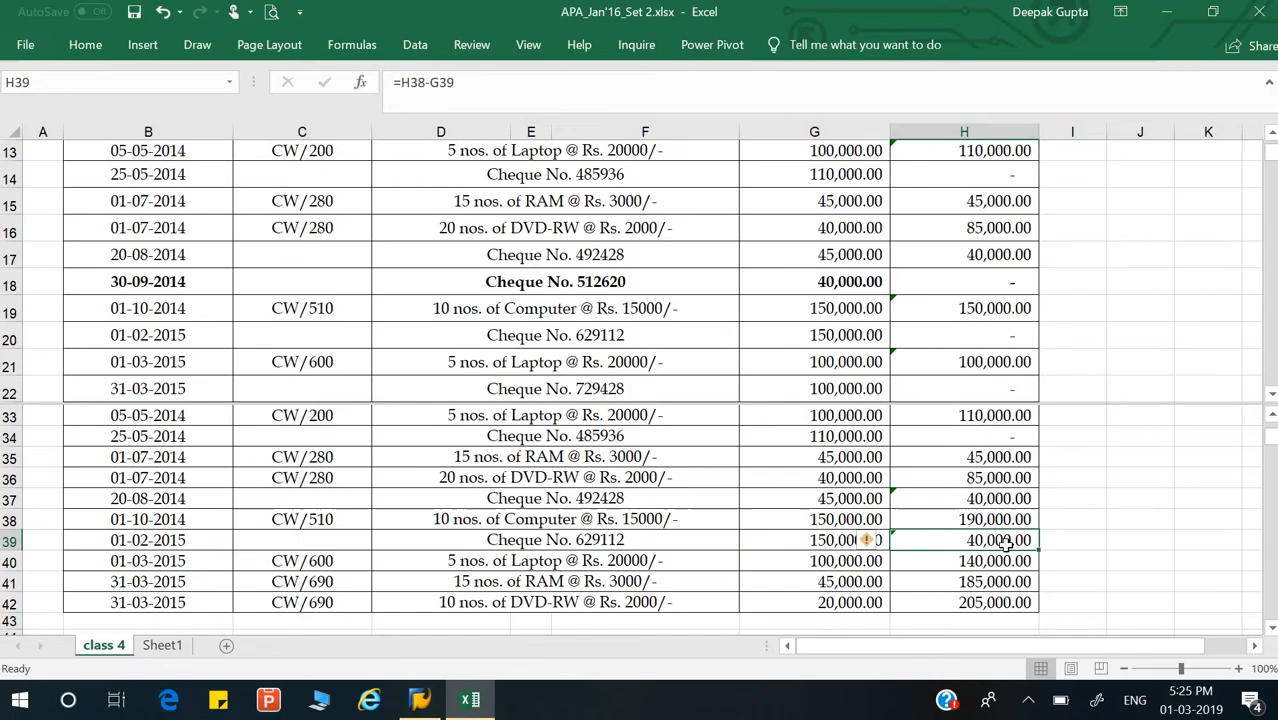 AutoSave Off APA_Jan'16_Set 2.xlsx - Excel Deepak Gupta
File Home Insert Draw Page Layout Formulas Data Review View Help Inquire Power Pivot Tell me what you want to do Share
H39 fx =H38-G39
A B C D E F G H I J K
13 05-05-2014 CW/200 5 nos. of Laptop @ Rs. 20000/- 100,000.00 110,000.00
14 25-05-2014 Cheque No. 485936 110,000.00 -
15 01-07-2014 CW/280 15 nos. of RAM @ Rs. 3000/- 45,000.00 45,000.00
16 01-07-2014 CW/280 20 nos. of DVD-RW @ Rs. 2000/- 40,000.00 85,000.00
17 20-08-2014 Cheque No. 492428 45,000.00 40,000.00
18 30-09-2014 Cheque No. 512620 40,000.00 -
19 01-10-2014 CW/510 10 nos. of Computer @ Rs. 15000/- 150,000.00 150,000.00
20 01-02-2015 Cheque No. 629112 150,000.00 -
21 01-03-2015 CW/600 5 nos. of Laptop @ Rs. 20000/- 100,000.00 100,000.00
22 31-03-2015 Cheque No. 729428 100,000.00 -
33 05-05-2014 CW/200 5 nos. of Laptop @ Rs. 20000/- 100,000.00 110,000.00
34 25-05-2014 Cheque No. 485936 110,000.00 -
35 01-07-2014 CW/280 15 nos. of RAM @ Rs. 3000/- 45,000.00 45,000.00
36 01-07-2014 CW/280 20 nos. of DVD-RW @ Rs. 2000/- 40,000.00 85,000.00
37 20-08-2014 Cheque No. 492428 45,000.00 40,000.00
38 01-10-2014 CW/510 10 nos. of Computer @ Rs. 15000/- 150,000.00 190,000.00
39 01-02-2015 Cheque No. 629112 150,00 0 40,000.00
40 01-03-2015 CW/600 5 nos. of Laptop @ Rs. 20000/- 100,000.00 140,000.00
41 31-03-2015 CW/690 15 nos. of RAM @ Rs. 3000/- 45,000.00 185,000.00
42 31-03-2015 CW/690 10 nos. of DVD-RW @ Rs. 2000/- 20,000.00 205,000.00
43
class 4 Sheet1
Ready 100%
ENG 5:25 PM
01-03-2019 4